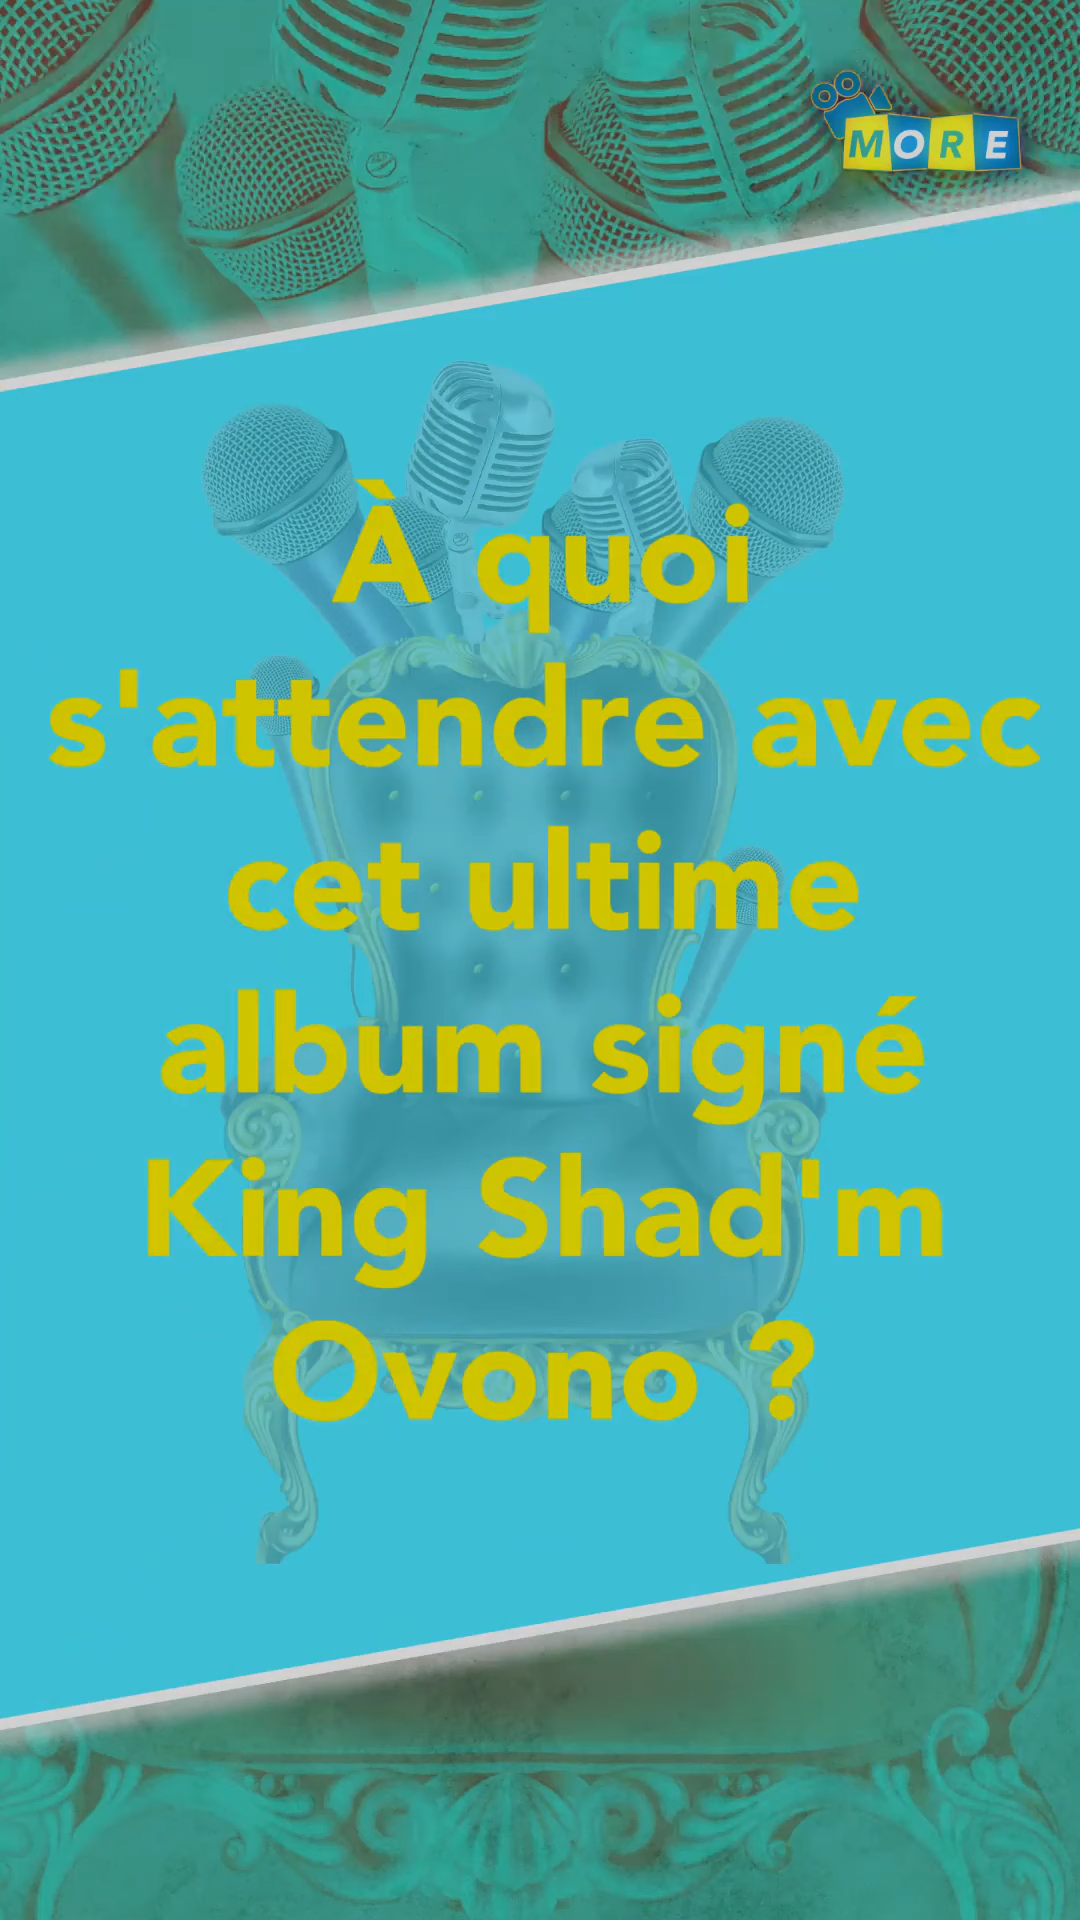 MORE
À quoi
s'attendre avec
cet ultime
album signé
King Shad'm
Ovono ?